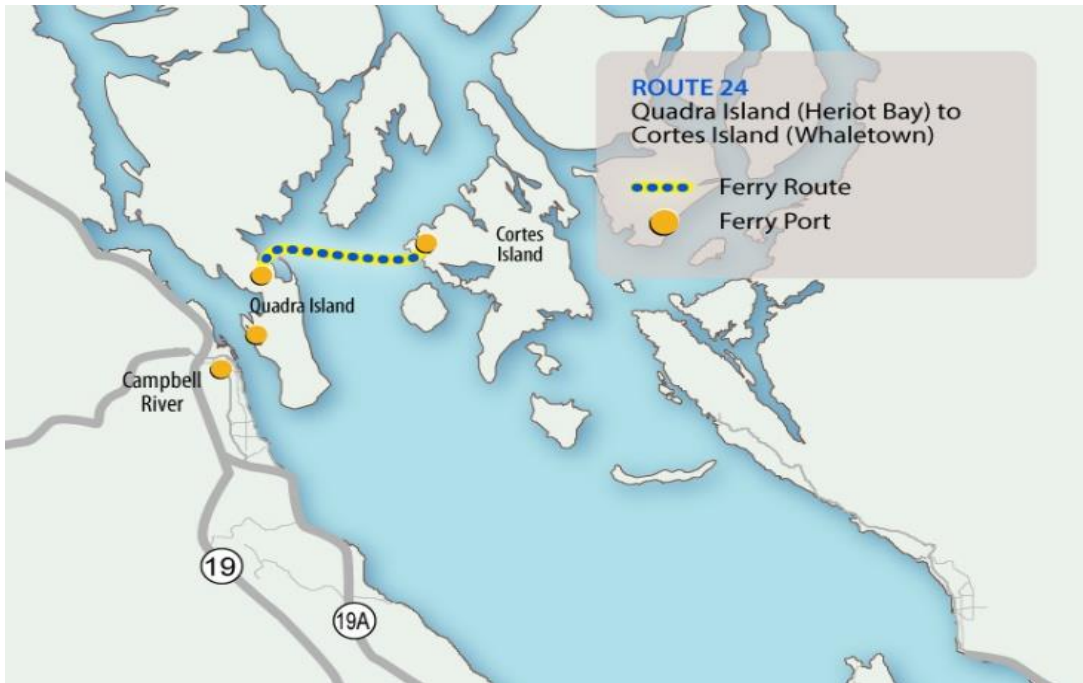 ROUTE 24
Quadra Island (Heriot Bay) to
Cortes Island (Whaletown)
Ferry Route
Ferry Port
Cortes
Island
Quadra Island
Campbell
River
19
19A